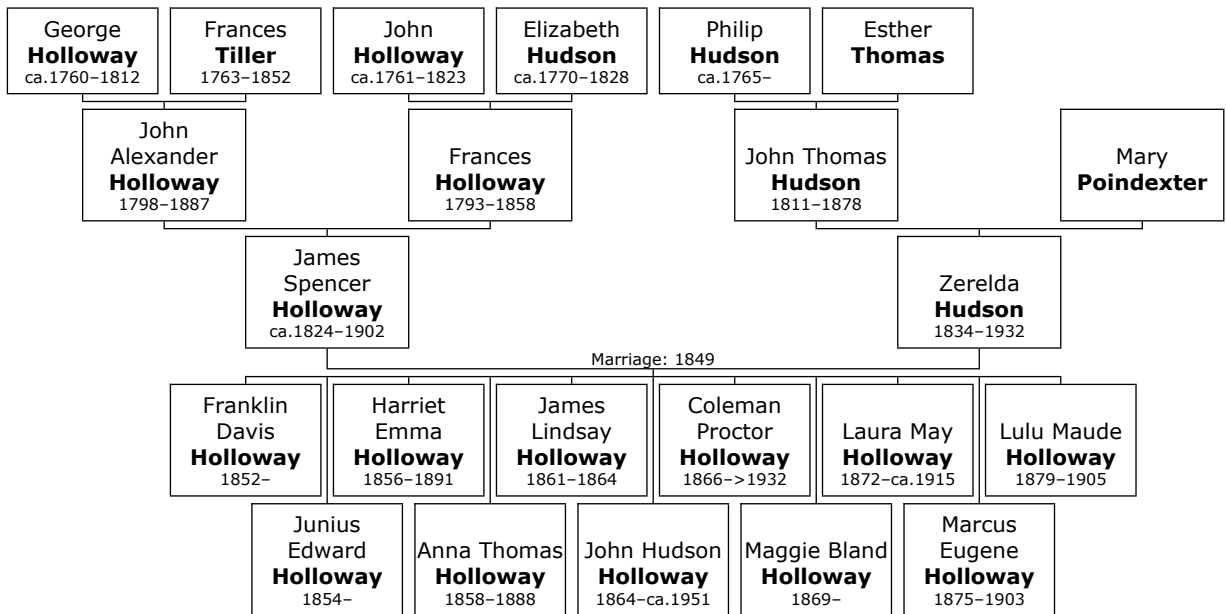 George
Holloway
ca.1760–1812
Frances
Tiller
1763–1852
John
Holloway
ca.1761–1823
Elizabeth
Hudson
ca.1770–1828
Philip
Hudson
ca.1765–
Esther
Thomas
John
Alexander
Holloway
1798–1887
Frances
Holloway
1793–1858
John Thomas
Hudson
1811–1878
Mary
Poindexter
James
Spencer
Holloway
ca.1824–1902
Zerelda
Hudson
1834–1932
Marriage: 1849
Franklin
Davis
Holloway
1852–
Harriet
Emma
Holloway
1856–1891
James
Lindsay
Holloway
1861–1864
Coleman
Proctor
Holloway
1866–>1932
Laura May
Holloway
1872–ca.1915
Lulu Maude
Holloway
1879–1905
Junius
Edward
Holloway
1854–
Anna Thomas
Holloway
1858–1888
John Hudson
Holloway
1864–ca.1951
Maggie Bland
Holloway
1869–
Marcus
Eugene
Holloway
1875–1903